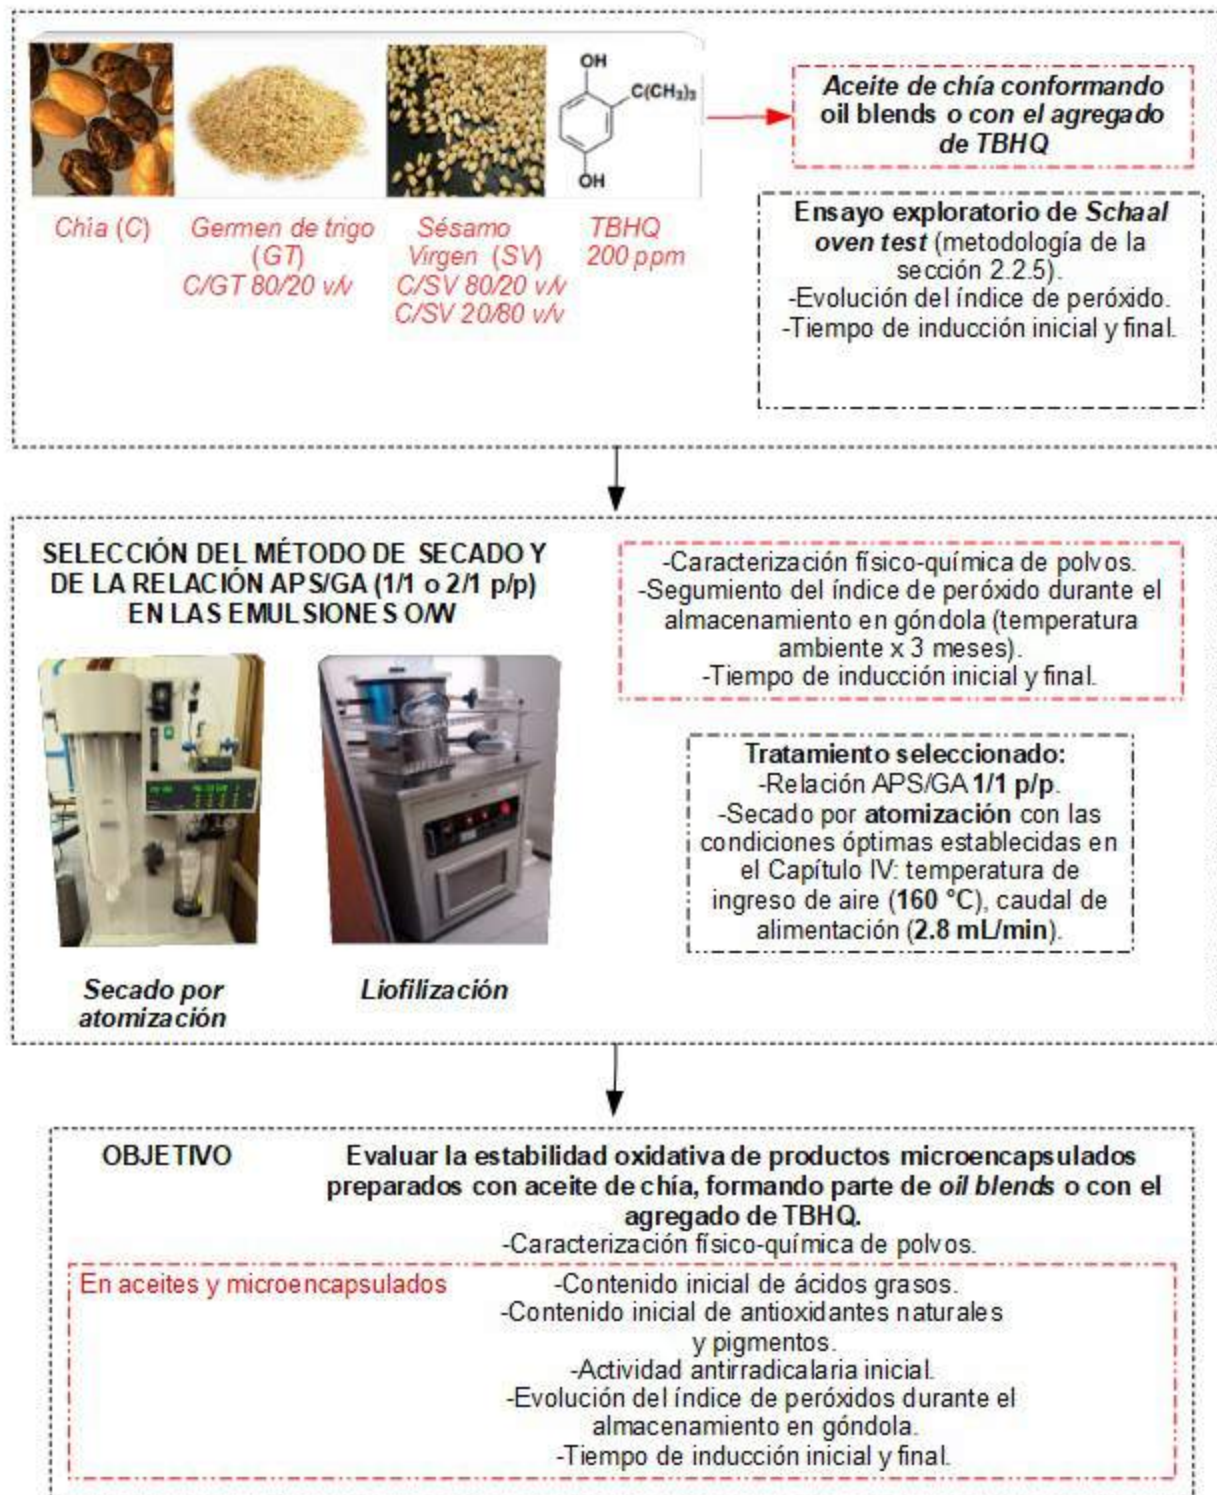 OH
C(CH₃)₃
OH
Chía (C)
Germen de trigo
(GT)
C/GT 80/20 v/v
Sésamo
Virgen (SV)
C/SV 80/20 v/v
C/SV 20/80 v/v
TBHQ
200 ppm
Aceite de chía conformando
oil blends o con el agregado
de TBHQ
Ensayo exploratorio de Schaal
oven test (metodología de la
sección 2.2.5).
-Evolución del índice de peróxido.
-Tiempo de inducción inicial y final.
SELECCIÓN DEL MÉTODO DE SECADO Y
DE LA RELACIÓN APS/GA (1/1 o 2/1 p/p)
EN LAS EMULSIONES O/W
Secado por
atomización
Liofilización
-Caracterización físico-química de polvos.
-Segumiento del índice de peróxido durante el
almacenamiento en góndola (temperatura
ambiente x 3 meses).
-Tiempo de inducción inicial y final.
Tratamiento seleccionado:
-Relación APS/GA 1/1 p/p.
-Secado por atomización con las
condiciones óptimas establecidas en
el Capítulo IV: temperatura de
ingreso de aire (160 °C), caudal de
alimentación (2.8 mL/min).
OBJETIVO
Evaluar la estabilidad oxidativa de productos microencapsulados
preparados con aceite de chía, formando parte de oil blends o con el
agregado de TBHQ.
-Caracterización físico-química de polvos.
En aceites y microencapsulados
-Contenido inicial de ácidos grasos.
-Contenido inicial de antioxidantes naturales
y pigmentos.
-Actividad antirradicalaria inicial.
-Evolución del índice de peróxidos durante el
almacenamiento en góndola.
-Tiempo de inducción inicial y final.